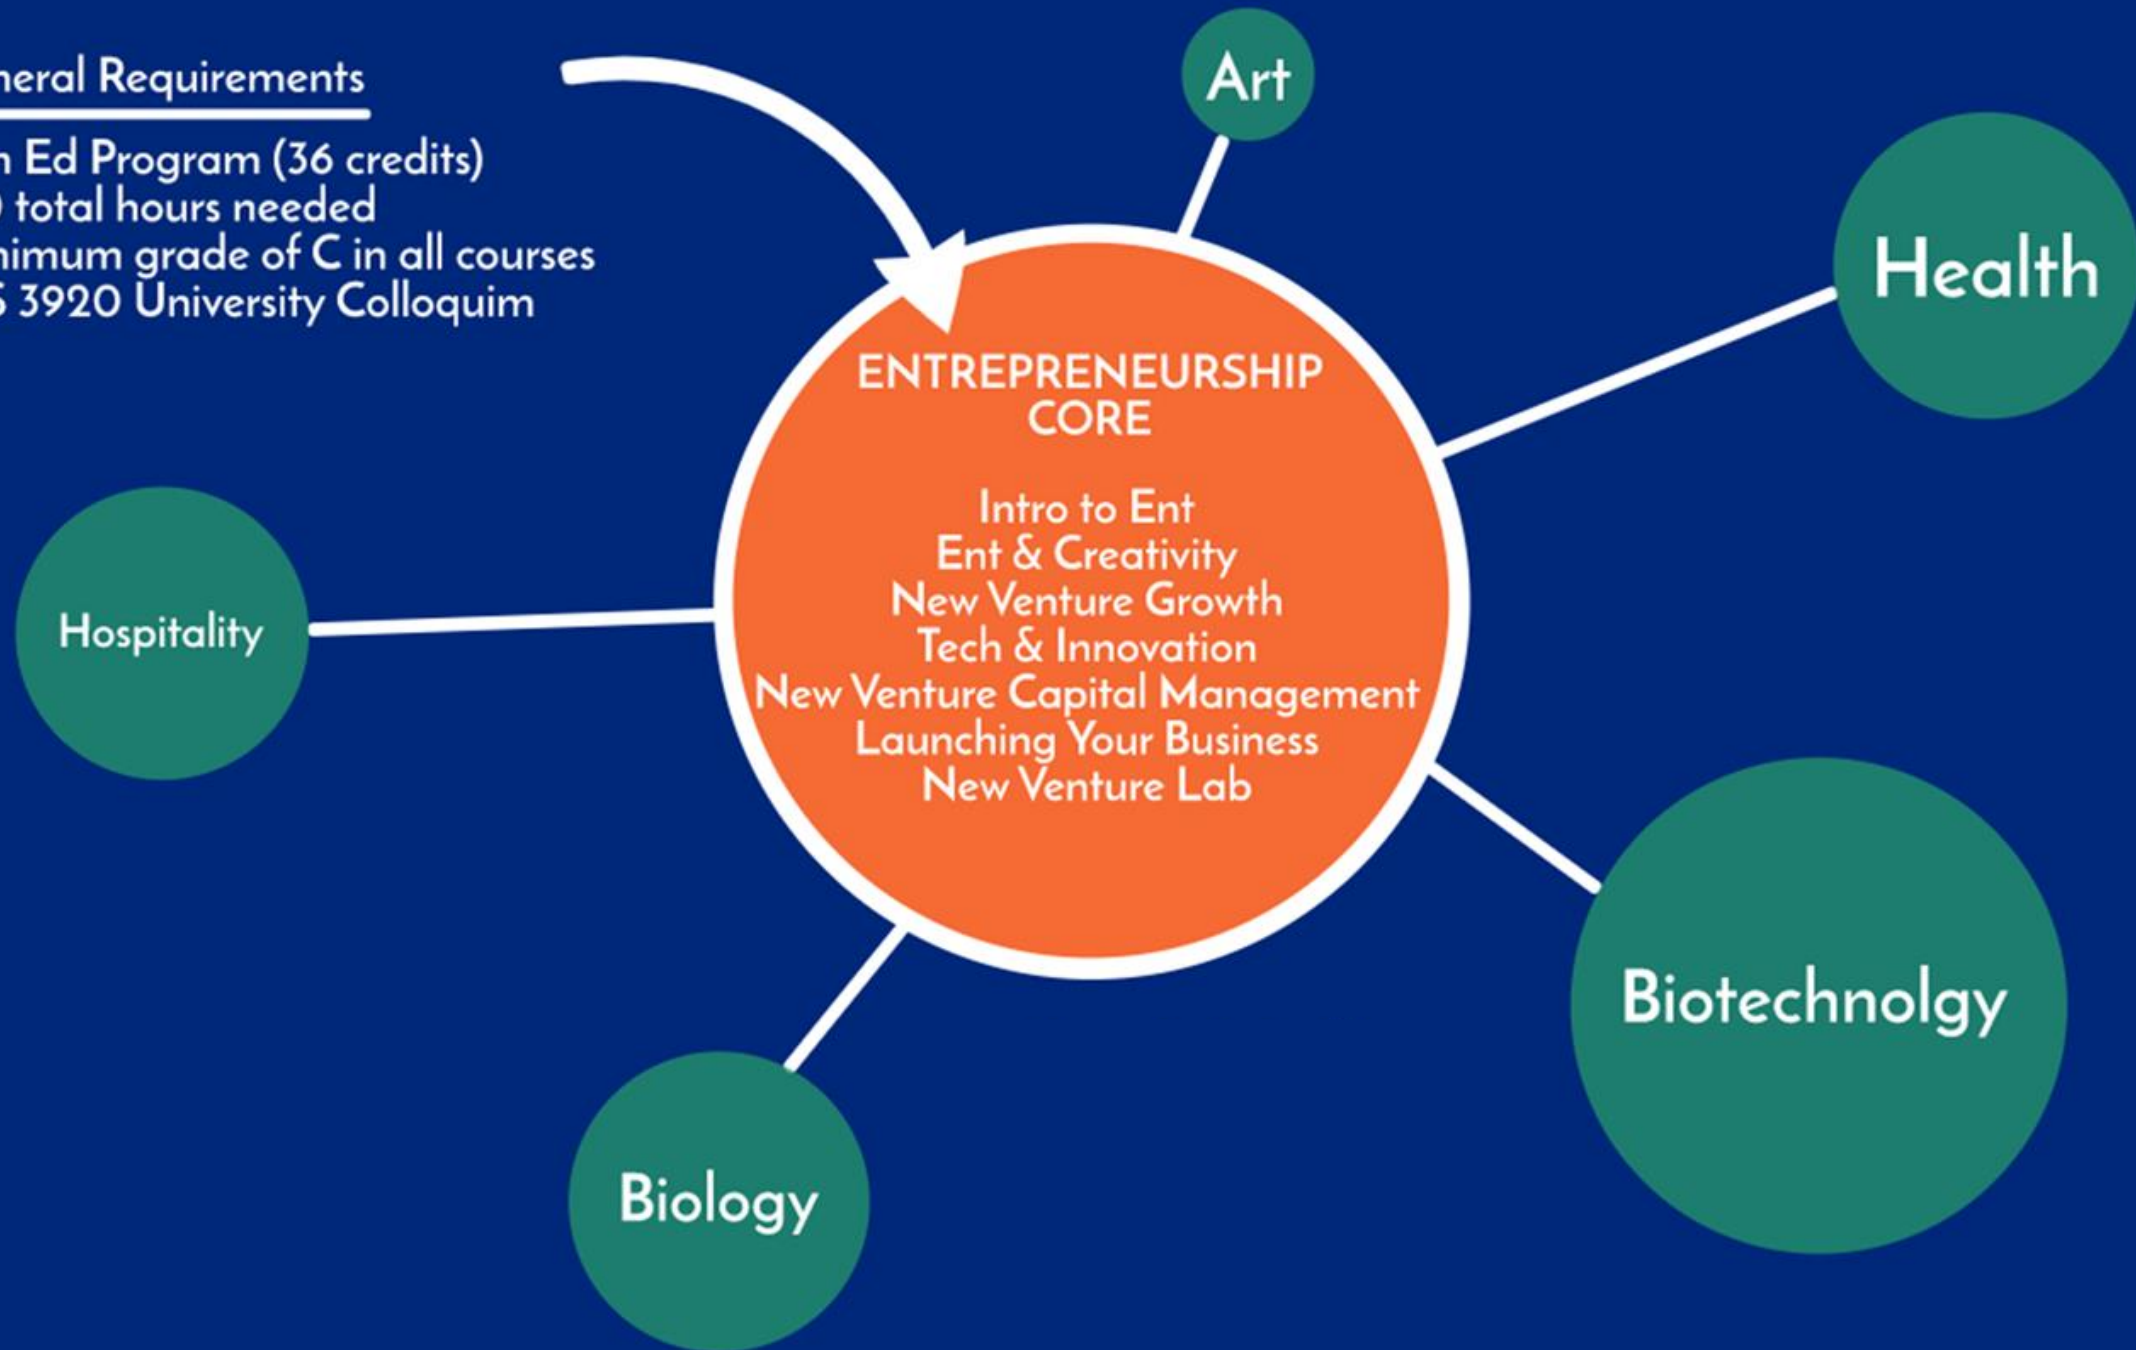 neral Requirements
n Ed Program (36 credits)
total hours needed
nimum grade of C in all courses
S 3920 University Colloquim
Art
Health
ENTREPRENEURSHIP
CORE
Intro to Ent
Ent & Creativity
New Venture Growth
Tech & Innovation
New Venture Capital Management
Launching Your Business
New Venture Lab
Hospitality
Biotechnolgy
Biology